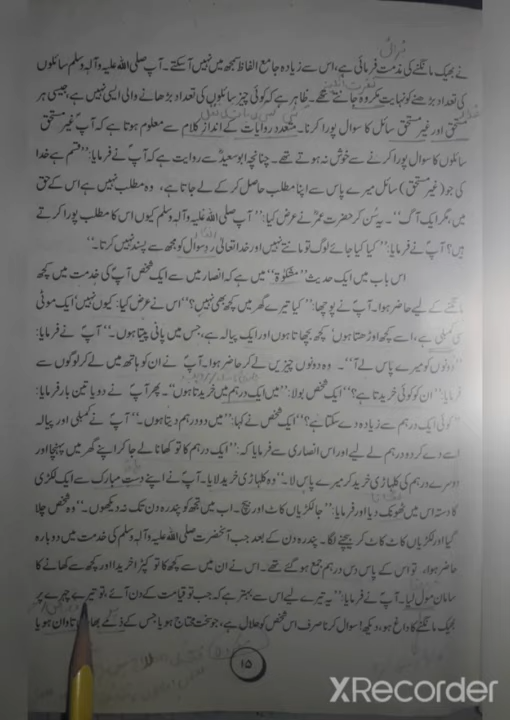 نے بھیک مانگنے کی مذمت فرمائی ہے، اس سے زیادہ جامع الفاظ سمجھ میں نہیں آسکتے۔ آپ صلی اللہ علیہ وآلہ وسلم سائلوں
کی تعداد بڑھنے کو نہایت مکروہ جانتے تھے۔ ظاہر ہے کہ کوئی چیز سائلوں کی تعداد بڑھانے والی ایسی نہیں ہے، جیسی ہر
مستحق اور غیر مستحق سائل کا سوال پورا کرنا۔ متعدد روایات کے اندازِ کلام سے معلوم ہوتا ہے کہ آپؐ غیر مستحق
سائلوں کا سوال پورا کرنے سے خوش نہ ہوتے تھے۔ چنانچہ ابو سعیدؓ سے روایت ہے کہ آپؐ نے فرمایا: ”قسم ہے خدا
کی جو (غیر مستحق) سائل میرے پاس سے اپنا مطلب حاصل کر کے لے جاتا ہے، وہ مطلب نہیں ہے اس کے حق
میں، مگر ایک آگ“۔ یہ سُن کر حضرت عمرؓ نے عرض کیا: ”آپ صلی اللہ علیہ وآلہ وسلم کیوں اس کا مطلب پورا کرتے
ہیں؟ آپؐ نے فرمایا: ”کیا کیا جائے لوگ تو مانتے نہیں اور خدا تعالیٰ ردِ سوال کو مجھ سے پسند نہیں کرتا۔“
اس باب میں ایک حدیث ”مشکوٰۃ“ میں ہے کہ انصار میں سے ایک شخص آپؐ کی خدمت میں کچھ
مانگنے کے لیے حاضر ہوا۔ آپؐ نے پوچھا: ”کیا تیرے گھر میں کچھ بھی نہیں؟“ اس نے عرض کیا: کیوں نہیں! ایک موٹی
سی کمبلی ہے، اسے کچھ اوڑھتا ہوں، کچھ بچھاتا ہوں اور ایک پیالہ ہے، جس میں پانی پیتا ہوں۔“ آپؐ نے فرمایا:
”دونوں کو میرے پاس لے آ“۔ وہ دونوں چیزیں لے کر حاضر ہوا۔ آپؐ نے ان کو ہاتھ میں لے کر لوگوں سے
فرمایا: ”ان کو کوئی خریدتا ہے؟“ ایک شخص بولا: ”میں ایک درہم میں خریدتا ہوں“۔ پھر آپؐ نے دو یا تین بار فرمایا:
”کوئی ایک درہم سے زیادہ دے سکتا ہے؟“ ایک شخص نے کہا: ”میں دو درہم دیتا ہوں۔“ آپؐ نے کمبلی اور پیالہ
اسے دے کر دو درہم لے لیے اور اس انصاری سے فرمایا کہ: ”ایک درہم کا تو کھانا لے جا کر اپنے گھر میں پہنچا اور
دوسرے درہم کی کلہاڑی خرید کر میرے پاس لا۔“ وہ کلہاڑی خرید لایا۔ آپؐ نے اپنے دستِ مبارک سے ایک لکڑی
کا دستہ اس میں ٹھونک دیا اور فرمایا: ”جا لکڑیاں کاٹ اور بیچ۔ اب میں تجھ کو پندرہ دن تک نہ دیکھوں۔“ وہ شخص چلا
گیا اور لکڑیاں کاٹ کاٹ کر بیچنے لگا۔ پندرہ دن کے بعد جب آنحضرت صلی اللہ علیہ وآلہ وسلم کی خدمت میں دوبارہ
حاضر ہوا، تو اس کے پاس دس درہم جمع ہو گئے تھے۔ اس نے ان میں سے کچھ کا تو کپڑا خریدا اور کچھ سے کھانے کا
سامان مول لیا۔ آپؐ نے فرمایا: ”یہ تیرے لیے اس سے بہتر ہے کہ جب تو قیامت کے دن آئے، تو تیرے چہرے پر
بھیک مانگنے کا داغ ہو، دیکھ! سوال کرنا صرف اس شخص کو حلال ہے، جو سخت محتاج ہو یا جس کے ذمے تاوان ہو یا
۱۵
XRecorder